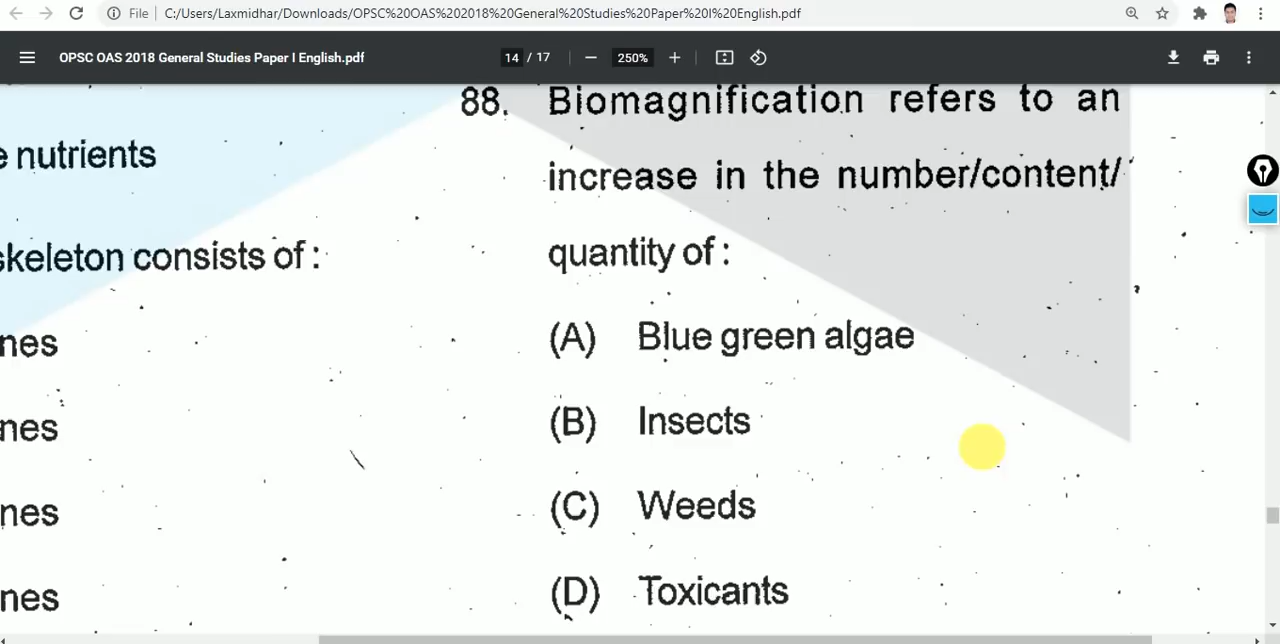 File C:/Users/Laxmidhar/Downloads/OPSC%20OAS%202018%20General%20Studies%20Paper%20I%20English.pdf
OPSC OAS 2018 General Studies Paper I English.pdf 14 / 17 250%
e nutrients
skeleton consists of :
nes
nes
nes
nes
88. Biomagnification refers to an
increase in the number/content/
quantity of :
(A) Blue green algae
(B) Insects
(C) Weeds
(D) Toxicants